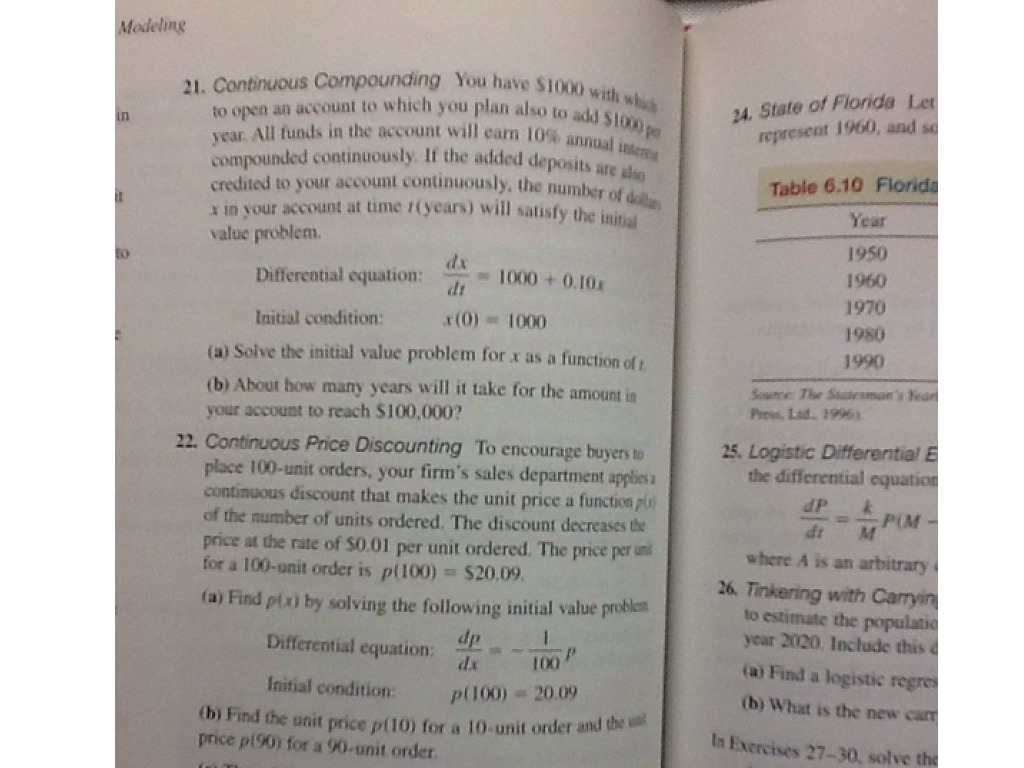 Modeling
in
to
21. Continuous Compounding You have $1000 with which
to open an account to which you plan also to add $1000 per
year. All funds in the account will earn 10% annual interest
compounded continuously. If the added deposits are also
credited to your account continuously, the number of dollars
x in your account at time t (years) will satisfy the initial
value problem.
Differential equation: dx/dt = 1000 + 0.10x
Initial condition: x(0) = 1000
(a) Solve the initial value problem for x as a function of t.
(b) About how many years will it take for the amount in
your account to reach $100,000?
22. Continuous Price Discounting To encourage buyers to
place 100-unit orders, your firm's sales department applies a
continuous discount that makes the unit price a function p(x)
of the number of units ordered. The discount decreases the
price at the rate of $0.01 per unit ordered. The price per unit
for a 100-unit order is p(100) = $20.09.
(a) Find p(x) by solving the following initial value problem
Differential equation: dp/dx = - 1/100 p
Initial condition: p(100) = 20.09
(b) Find the unit price p(10) for a 10-unit order and the unit
price p(90) for a 90-unit order.
24. State of Florida Let
represent 1960, and so
Table 6.10 Florida
Year
1950
1960
1970
1980
1990
Source: The Statesman's Year
Press, Ltd., 1996).
25. Logistic Differential E
the differential equation
dP/dt = k/M P(M −
where A is an arbitrary
26. Tinkering with Carrying
to estimate the populatio
year 2020. Include this d
(a) Find a logistic regres
(b) What is the new carr
In Exercises 27–30, solve the